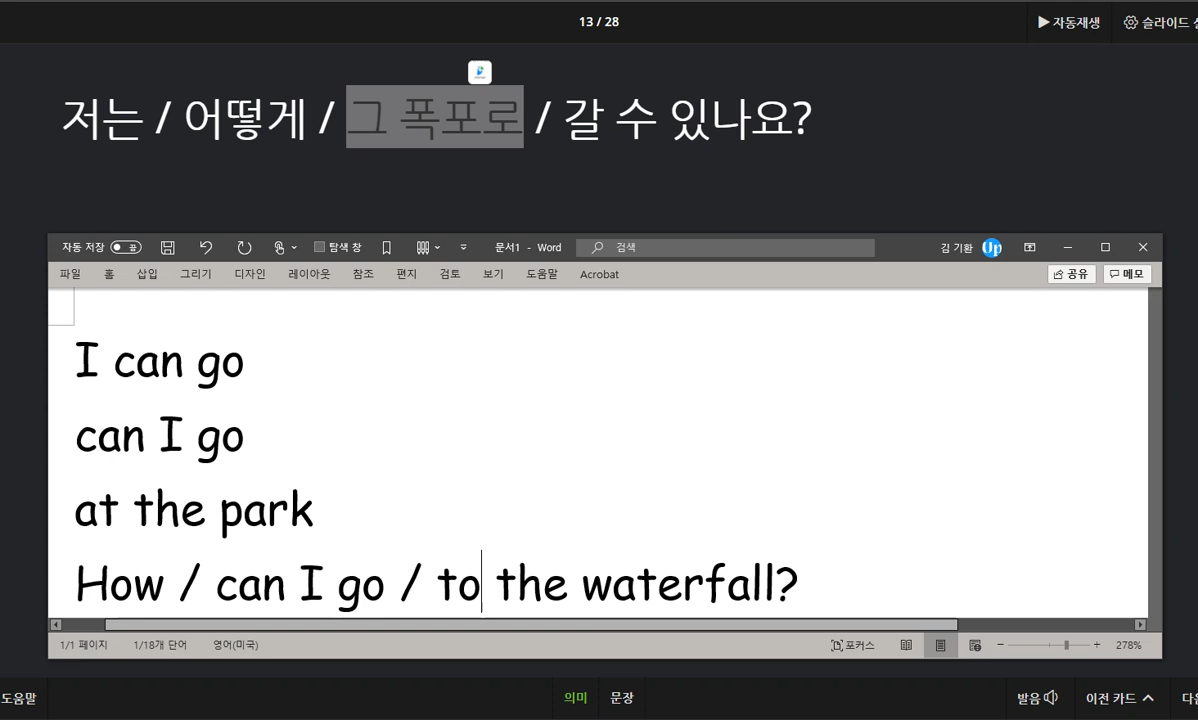 13 / 28
자동재생
슬라이드
저는 / 어떻게 / 그 폭포로 / 갈 수 있나요?
자동 저장
탐색 창
문서1 - Word
검색
김 기환
파일 홈 삽입 그리기 디자인 레이아웃 참조 편지 검토 보기 도움말 Acrobat
공유 메모
I can go
can I go
at the park
How / can I go / to the waterfall?
1/1 페이지 1/18개 단어 영어(미국)
포커스
278%
도움말
의미 문장
발음 이전 카드